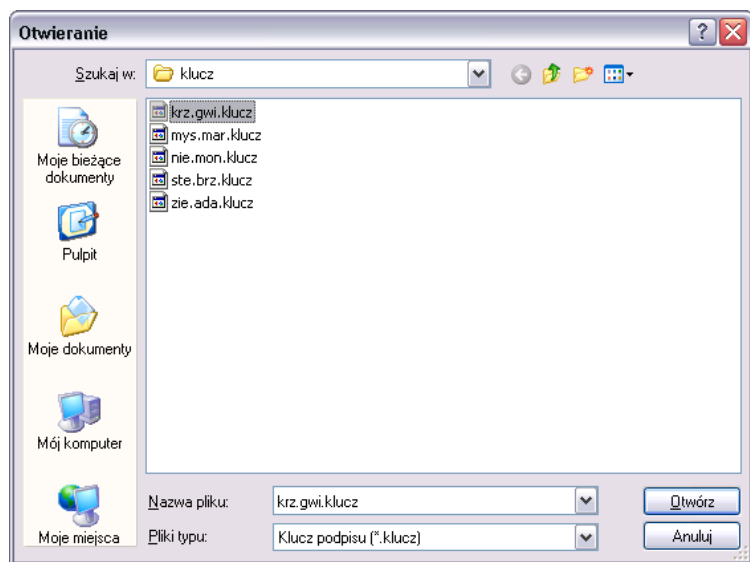 Otwieranie
Szukaj w:
klucz
krz.gwi.klucz
mys.mar.klucz
nie.mon.klucz
ste.brz.klucz
zie.ada.klucz
Moje bieżące
dokumenty
Pulpit
Moje dokumenty
Mój komputer
Moje miejsca
Nazwa pliku:
krz.gwi.klucz
Otwórz
Pliki typu:
Klucz podpisu (*.klucz)
Anuluj